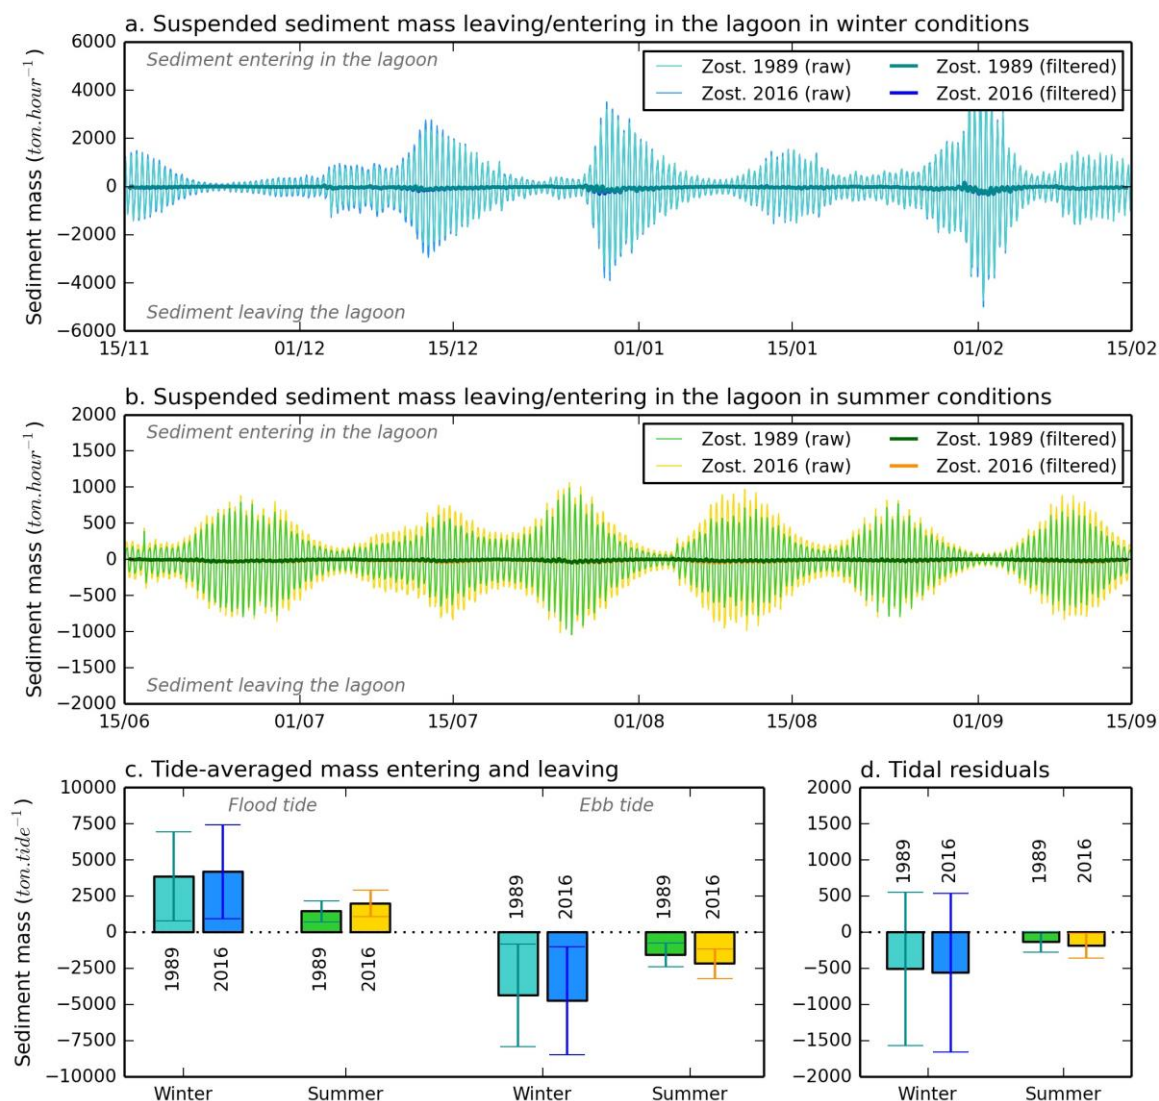 a. Suspended sediment mass leaving/entering in the lagoon in winter conditions
Sediment mass (ton.hour⁻¹)
6000
4000
2000
0
−2000
−4000
−6000
Sediment entering in the lagoon
Zost. 1989 (raw) Zost. 1989 (filtered)
Zost. 2016 (raw) Zost. 2016 (filtered)
Sediment leaving the lagoon
15/11 01/12 15/12 01/01 15/01 01/02 15/02
b. Suspended sediment mass leaving/entering in the lagoon in summer conditions
Sediment mass (ton.hour⁻¹)
2000
1500
1000
500
0
−500
−1000
−1500
−2000
Sediment entering in the lagoon
Zost. 1989 (raw) Zost. 1989 (filtered)
Zost. 2016 (raw) Zost. 2016 (filtered)
Sediment leaving the lagoon
15/06 01/07 15/07 01/08 15/08 01/09 15/09
c. Tide-averaged mass entering and leaving
Sediment mass (ton.tide⁻¹)
10000
7500
5000
2500
0
−2500
−5000
−7500
−10000
Flood tide Ebb tide
1989 2016 1989 2016 1989 2016 1989 2016
Winter Summer Winter Summer
d. Tidal residuals
2000
1500
1000
500
0
−500
−1000
−1500
−2000
1989 2016 1989 2016
Winter Summer